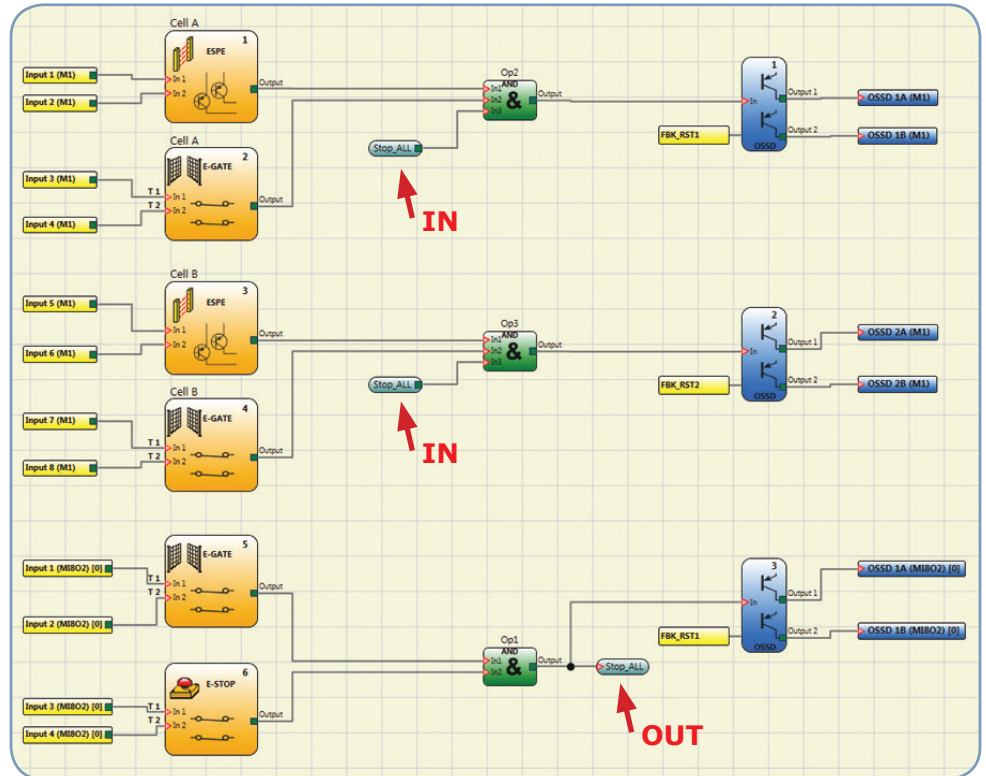 Cell A
1
ESPE
Input 1 (M1)
In 1
Output
Input 2 (M1)
In 2
Op2
AND
In1
In2
In3
&
Output
Stop_ALL
IN
1
In
Output 1
OSSD 1A (M1)
FBK_RST1
Output 2
OSSD 1B (M1)
OSSD
Cell A
2
E-GATE
Input 3 (M1)
T 1
In 1
T 2
In 2
Output
Input 4 (M1)
Cell B
3
ESPE
Input 5 (M1)
In 1
Output
Input 6 (M1)
In 2
Op3
AND
In1
In2
In3
&
Output
Stop_ALL
IN
2
Output 1
OSSD 2A (M1)
In
FBK_RST2
Output 2
OSSD 2B (M1)
OSSD
Cell B
4
E-GATE
Input 7 (M1)
T 1
In 1
T 2
In 2
Output
Input 8 (M1)
5
E-GATE
Input 1 (MI8O2) [0]
T 1
In 1
T 2
In 2
Output
Input 2 (MI8O2) [0]
Op1
AND
In1
In2
&
Output
Stop_ALL
OUT
3
OSSD 1A (MI8O2) [0]
Output 1
In
FBK_RST1
Output 2
OSSD 1B (MI8O2) [0]
OSSD
6
E-STOP
Input 3 (MI8O2) [0]
T 1
In 1
T 2
In 2
Output
Input 4 (MI8O2) [0]